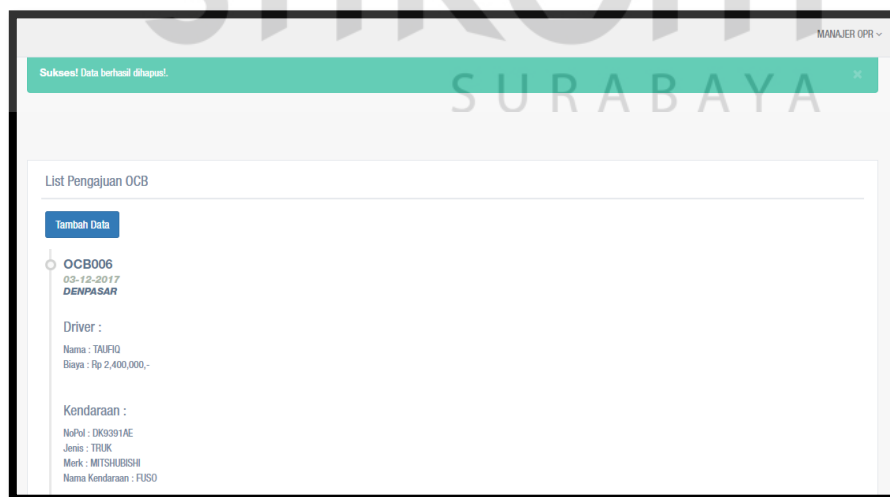 MANAJER OPR
Sukses! Data berhasil dihapus!.
×
SURABAYA
List Pengajuan OCB
Tambah Data
OCB006
03-12-2017
DENPASAR
Driver :
Nama : TAUFIQ
Biaya : Rp 2,400,000,-
Kendaraan :
NoPol : DK9391AE
Jenis : TRUK
Merk : MITSHUBISHI
Nama Kendaraan : FUSO